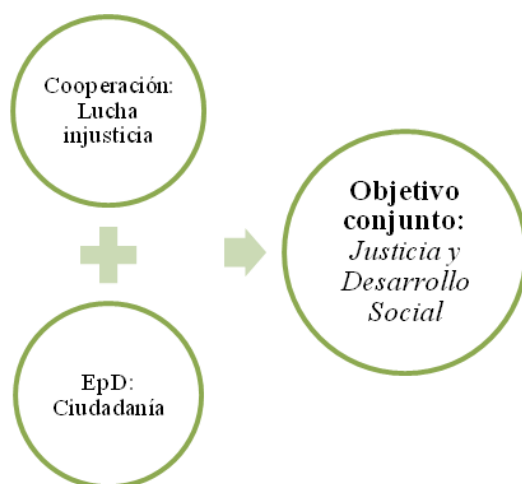 Cooperación:
Lucha
injusticia
EpD:
Ciudadanía
Objetivo
conjunto:
Justicia y
Desarrollo
Social